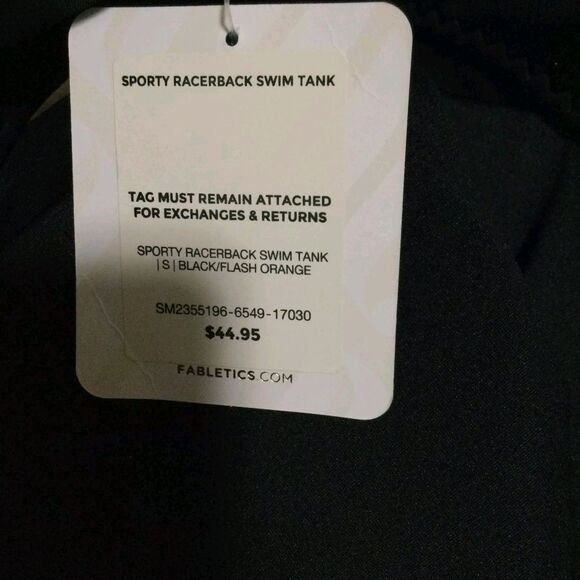 SPORTY RACERBACK SWIM TANK
TAG MUST REMAIN ATTACHED
FOR EXCHANGES & RETURNS
SPORTY RACERBACK SWIM TANK
| S | BLACK/FLASH ORANGE
SM2355196-6549-17030
$44.95
FABLETICS.COM